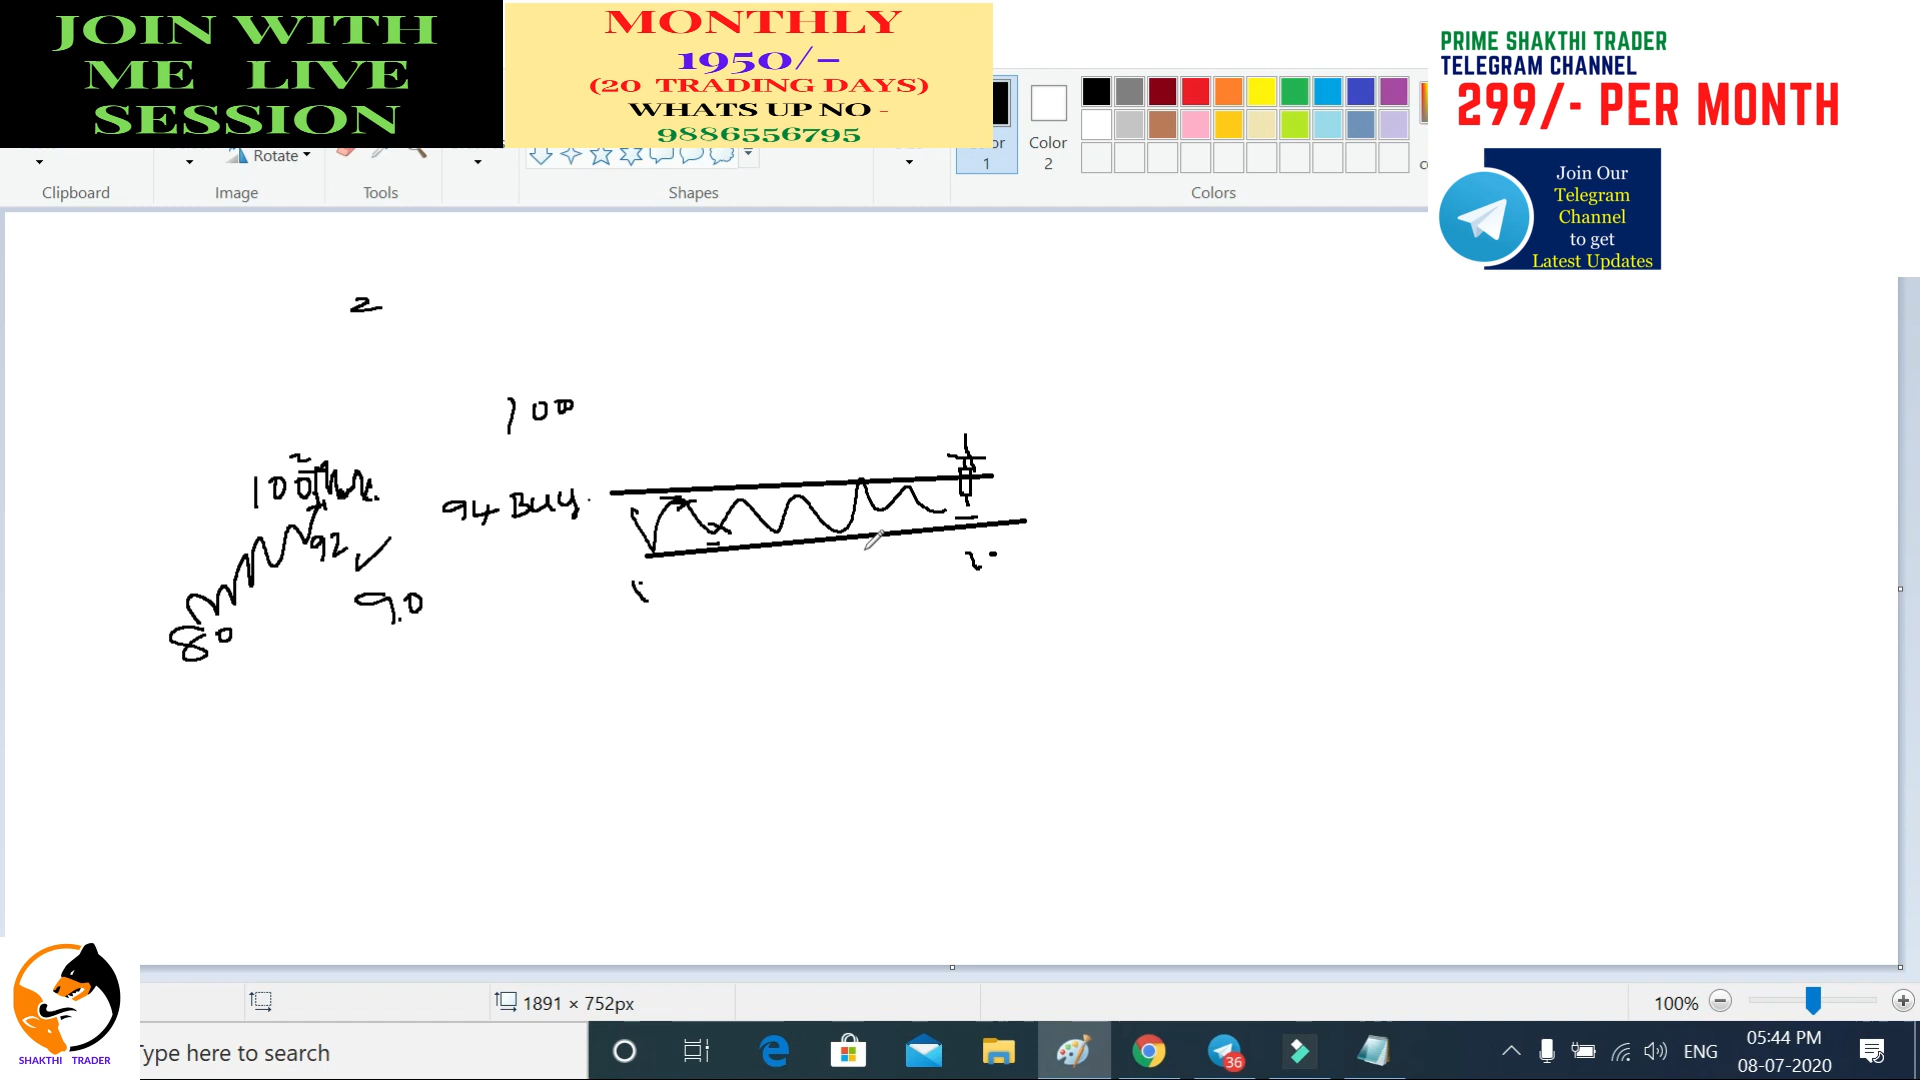 JOIN WITH
ME LIVE
SESSION
MONTHLY
1950/-
(20 TRADING DAYS)
WHATS UP NO -
9886556795
PRIME SHAKTHI TRADER
TELEGRAM CHANNEL
299/- PER MONTH
Join Our
Telegram
Channel
to get
Latest Updates
Rotate
Color
2
1
Clipboard
Image
Tools
Shapes
Colors
2
100
100
94 Buy.
92
90
80
1891 × 752px
100%
SHAKTHI TRADER
Type here to search
36
ENG
05:44 PM
08-07-2020